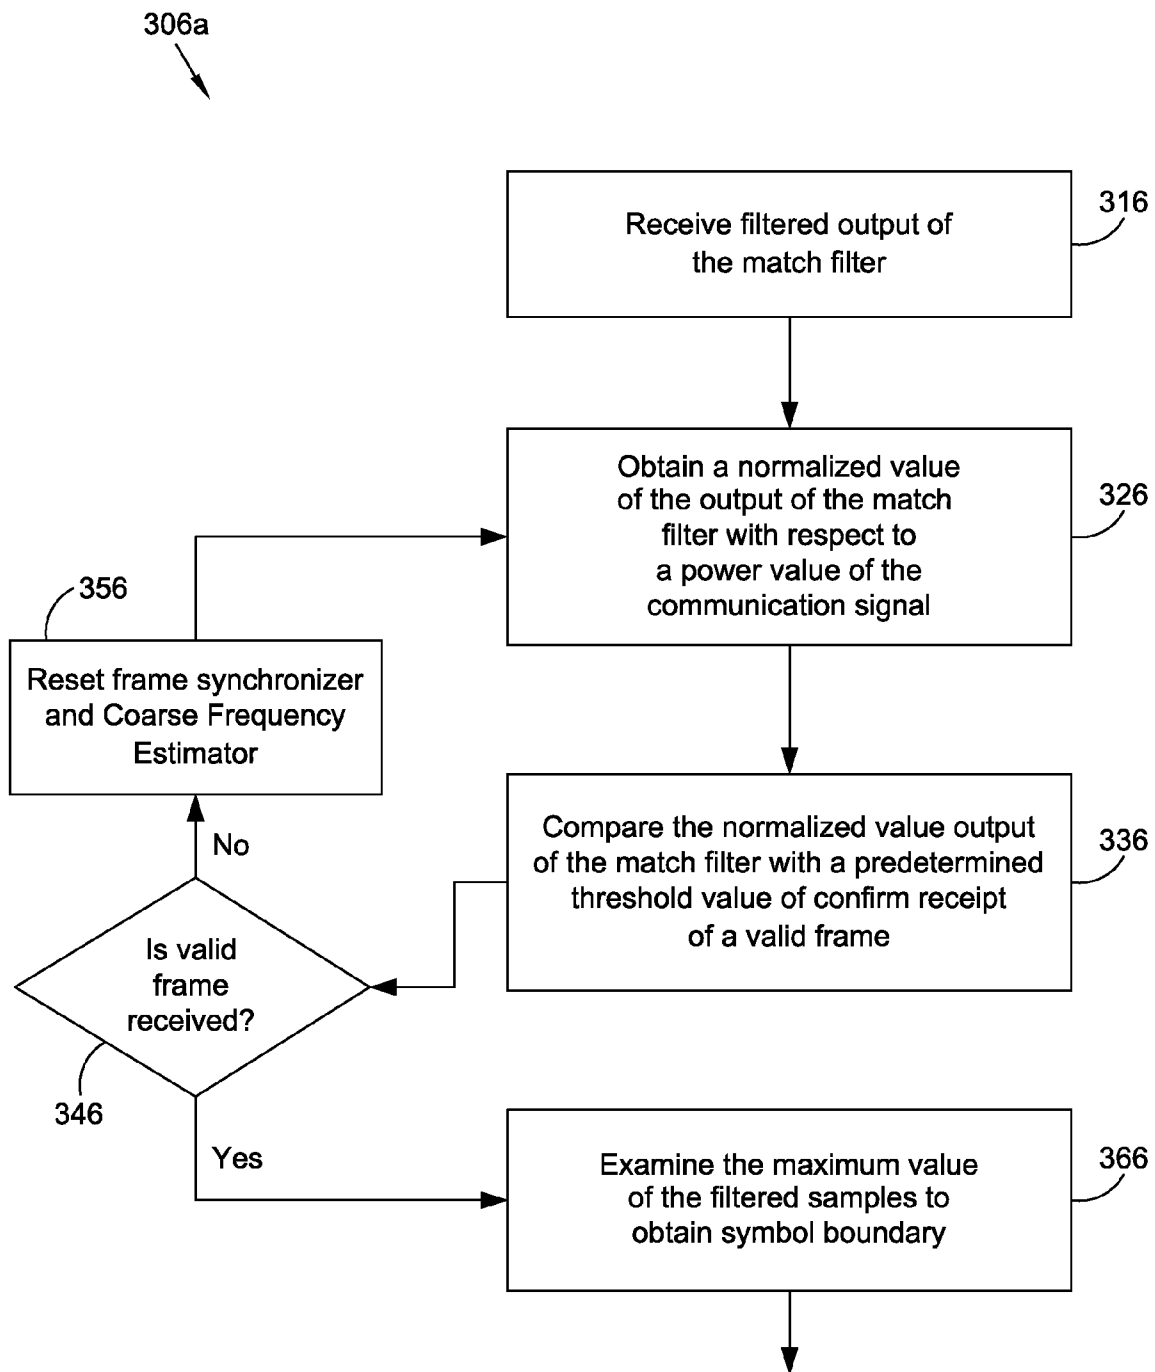 306a
Receive filtered output of
the match filter
316
Obtain a normalized value
of the output of the match
filter with respect to
a power value of the
communication signal
326
356
Reset frame synchronizer
and Coarse Frequency
Estimator
Compare the normalized value output
of the match filter with a predetermined
threshold value of confirm receipt
of a valid frame
336
No
Is valid
frame
received?
346
Yes
Examine the maximum value
of the filtered samples to
obtain symbol boundary
366